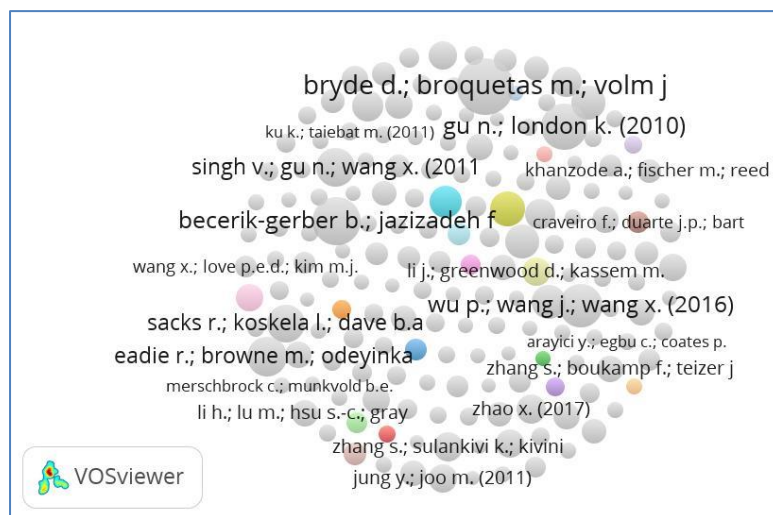 bryde d.; broquetas m.; volm j
ku k.; taiebat m. (2011)
gu n.; london k. (2010)
singh v.; gu n.; wang x. (2011
khanzode a.; fischer m.; reed
becerik-gerber b.; jazizadeh f
craveiro f.; duarte j.p.; bart
wang x.; love p.e.d.; kim m.j.
li j.; greenwood d.; kassem m.
wu p.; wang j.; wang x. (2016)
sacks r.; koskela l.; dave b.a
arayici y.; egbu c.; coates p.
eadie r.; browne m.; odeyinka
zhang s.; boukamp f.; teizer j
merschbrock c.; munkvold b.e.
li h.; lu m.; hsu s.-c.; gray
zhao x. (2017)
zhang s.; sulankivi k.; kivini
jung y.; joo m. (2011)
VOSviewer